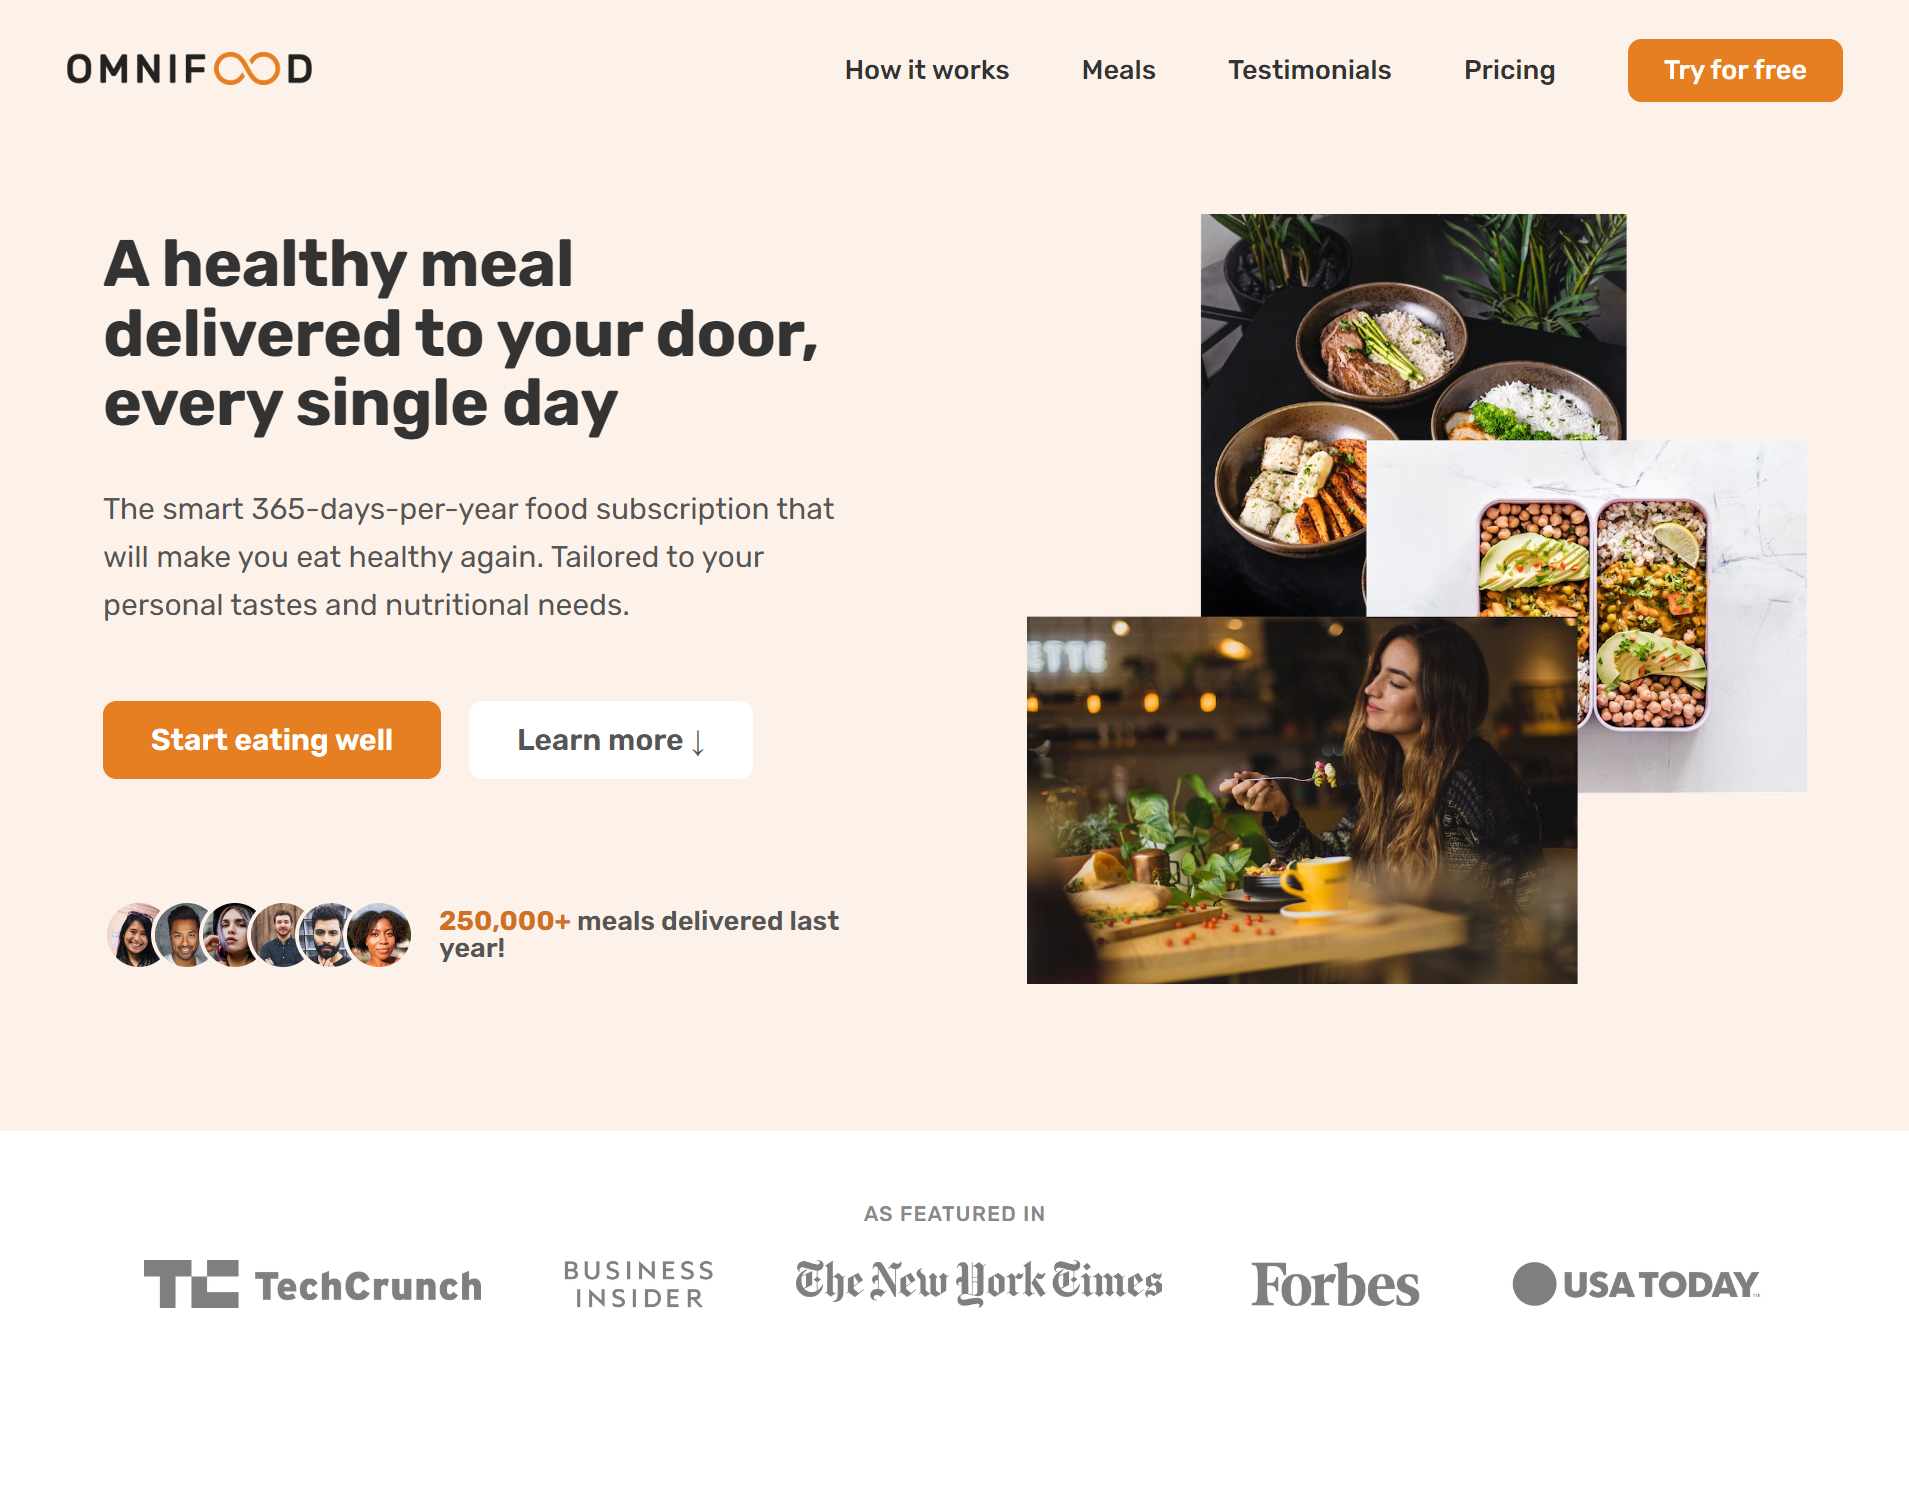 OMNIFOOD
How it works
Meals
Testimonials
Pricing
Try for free
A healthy meal
delivered to your door,
every single day
The smart 365-days-per-year food subscription that
will make you eat healthy again. Tailored to your
personal tastes and nutritional needs.
Start eating well
Learn more ↓
ETTE
250,000+ meals delivered last
year!
AS FEATURED IN
TC TechCrunch
BUSINESS
INSIDER
The New York Times
Forbes
USA TODAY